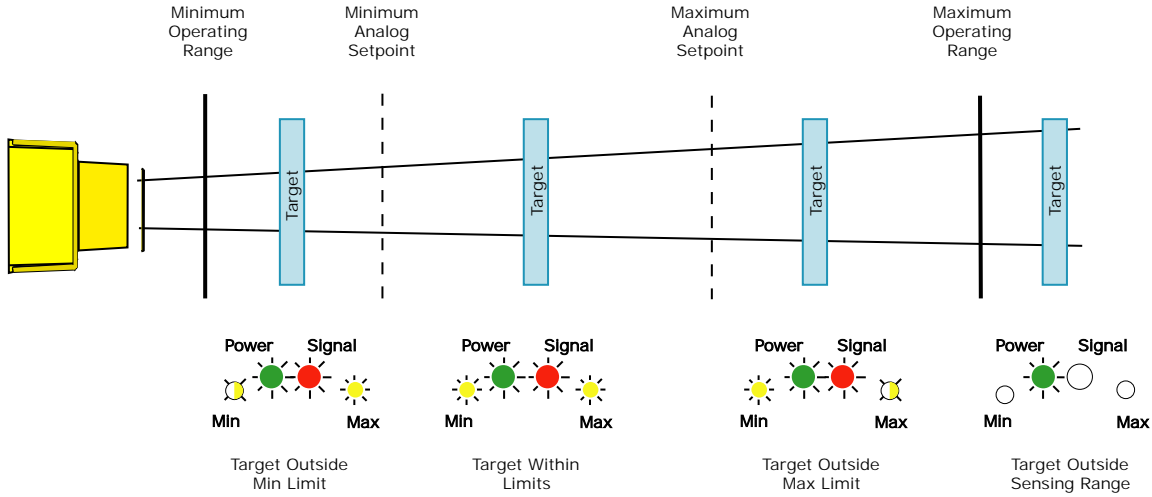 Minimum
Operating
Range
Minimum
Analog
Setpoint
Maximum
Analog
Setpoint
Maximum
Operating
Range
Target
Target
Target
Target
Power Signal
Min Max
Target Outside
Min Limit
Power Signal
Min Max
Target Within
Limits
Power Signal
Min Max
Target Outside
Max Limit
Power Signal
Min Max
Target Outside
Sensing Range